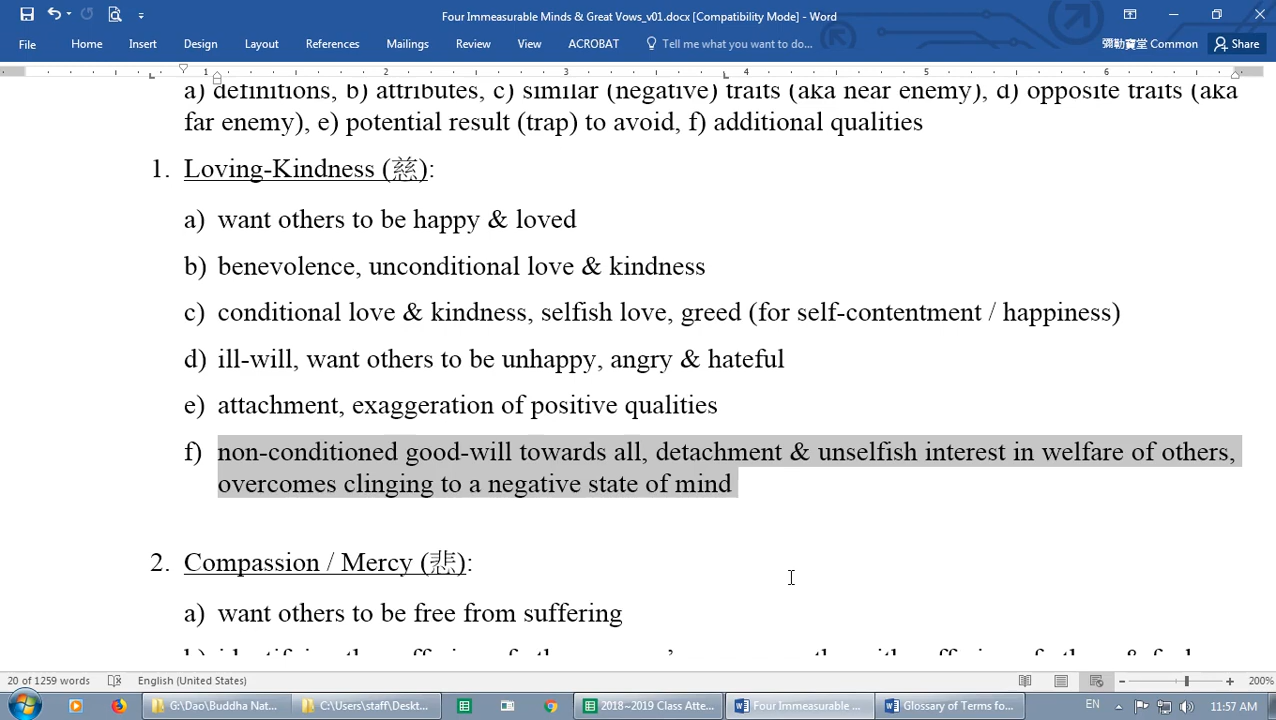 Four Immeasurable Minds & Great Vows_v01.docx [Compatibility Mode] - Word
File Home Insert Design Layout References Mailings Review View ACROBAT Tell me what you want to do... 彌勒寶堂 Common Share
1 2 3 4 5 6
a) definitions, b) attributes, c) similar (negative) traits (aka near enemy), d) opposite traits (aka
far enemy), e) potential result (trap) to avoid, f) additional qualities
1. Loving-Kindness (慈):
a) want others to be happy & loved
b) benevolence, unconditional love & kindness
c) conditional love & kindness, selfish love, greed (for self-contentment / happiness)
d) ill-will, want others to be unhappy, angry & hateful
e) attachment, exaggeration of positive qualities
f) non-conditioned good-will towards all, detachment & unselfish interest in welfare of others,
overcomes clinging to a negative state of mind
2. Compassion / Mercy (悲):
a) want others to be free from suffering
20 of 1259 words English (United States) 200%
G:\Dao\Buddha Nat... C:\Users\staff\Deskt... 2018~2019 Class Atte... Four Immeasurable ... Glossary of Terms fo... EN 11:57 AM